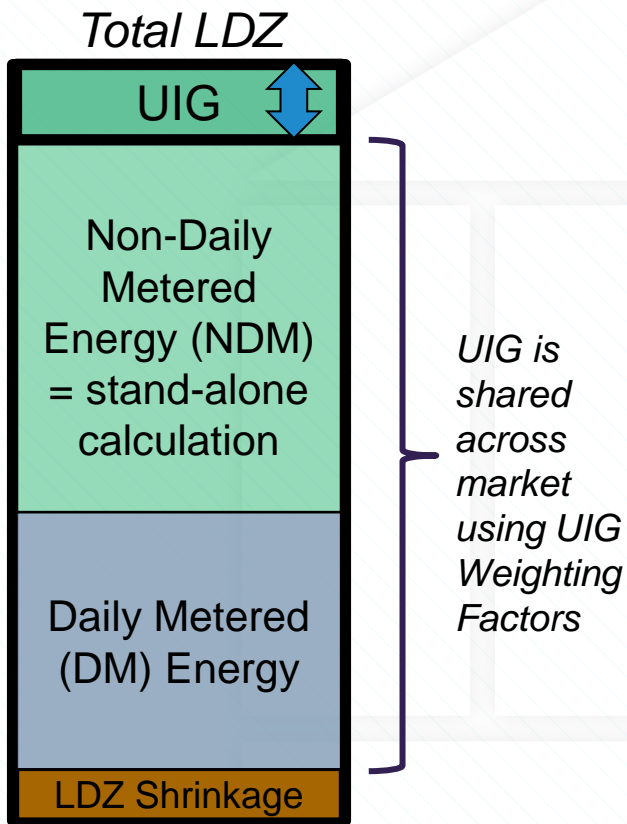 Total LDZ
UIG
Non-Daily
Metered
Energy (NDM)
= stand-alone
calculation
Daily Metered
(DM) Energy
LDZ Shrinkage
UIG is
shared
across
market
using UIG
Weighting
Factors